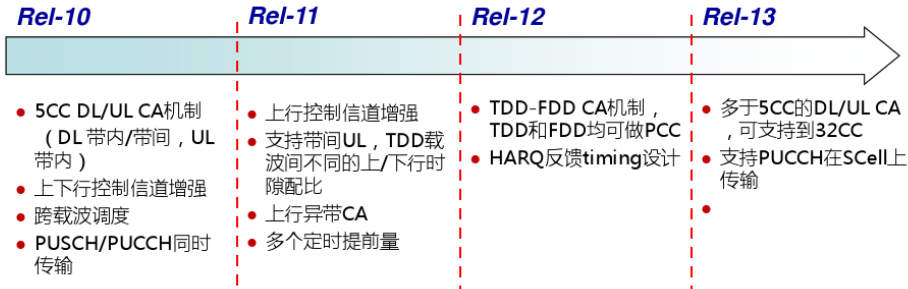 Rel-10
Rel-11
Rel-12
Rel-13
5CC DL/UL CA机制
（DL 带内/带间，UL
带内）
上下行控制信道增强
跨载波调度
PUSCH/PUCCH同时
传输
上行控制信道增强
支持带间UL，TDD载
波间不同的上/下行时
隙配比
上行异带CA
多个定时提前量
TDD-FDD CA机制，
TDD和FDD均可做PCC
HARQ反馈timing设计
多于5CC的DL/UL CA
，可支持到32CC
支持PUCCH在SCell上
传输